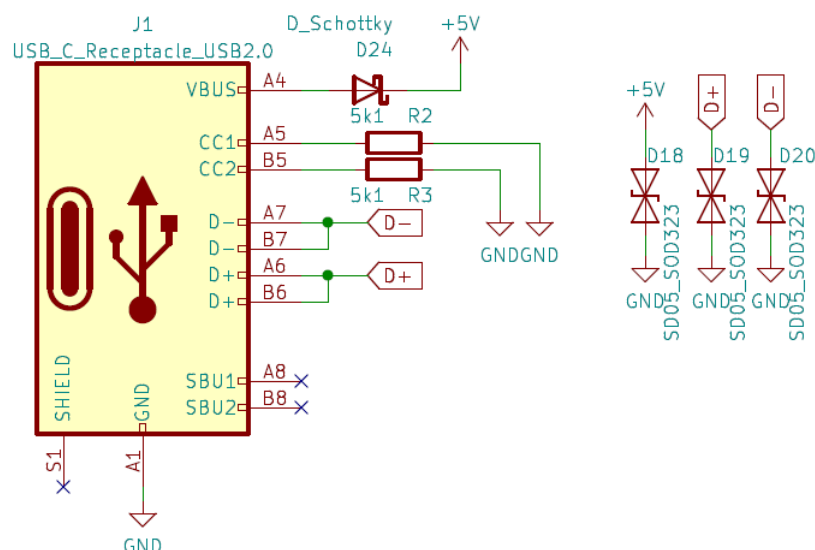 J1
USB_C_Receptacle_USB2.0
D_Schottky
D24
+5V
VBUS
A4
5k1
R2
CC1
A5
CC2
B5
5k1
R3
D-
A7
D-
D-
B7
D+
A6
D+
D+
B6
GND
GND
SBU1
A8
SBU2
B8
SHIELD
GND
S1
A1
GND
+5V
D+
D-
D18
D19
D20
SD05_SOD323
SD05_SOD323
SD05_SOD323
GND
GND
GND